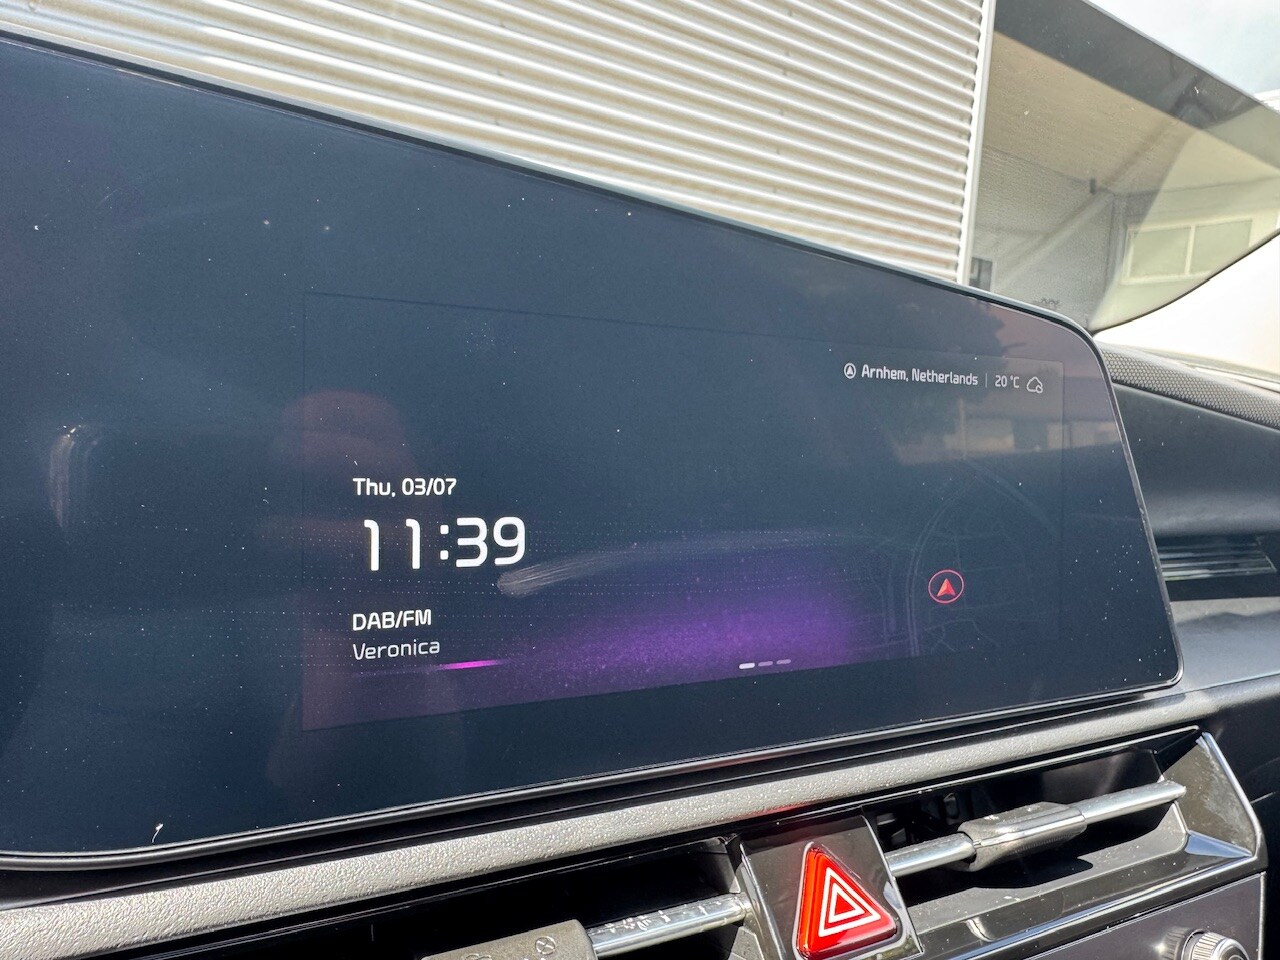 Arnhem, Netherlands | 20 °C
Thu, 03/07
11:39
DAB/FM
Veronica